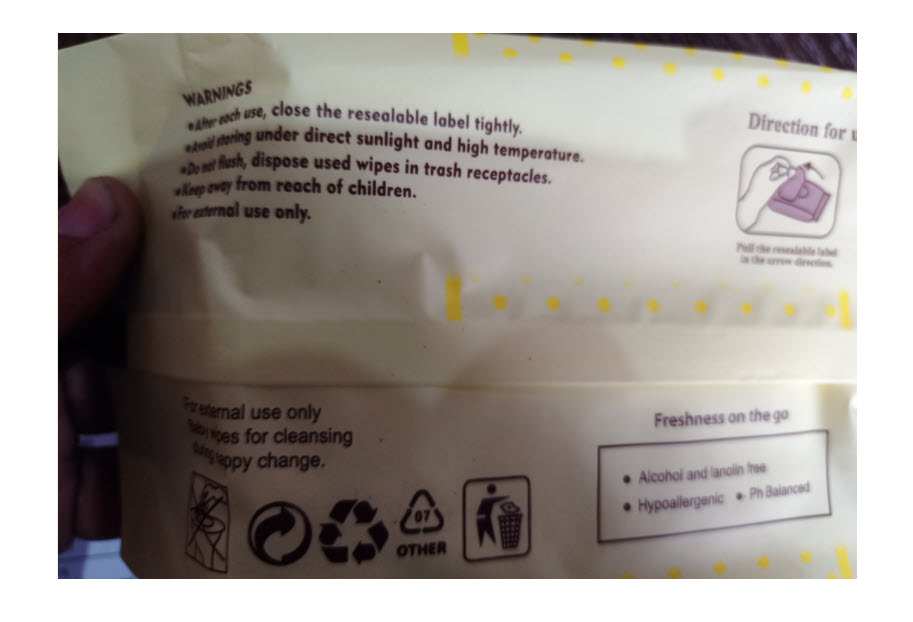 WARNINGS
•After each use, close the resealable label tightly.
•Avoid storing under direct sunlight and high temperature.
•Do not flush, dispose used wipes in trash receptacles.
•Keep away from reach of children.
•For external use only.
Direction for u
Pull the resealable label
in the arrow direction.
For external use only
Baby wipes for cleansing
during nappy change.
07
OTHER
Freshness on the go
• Alcohol and lanolin free
• Hypoallergenic • Ph Balanced